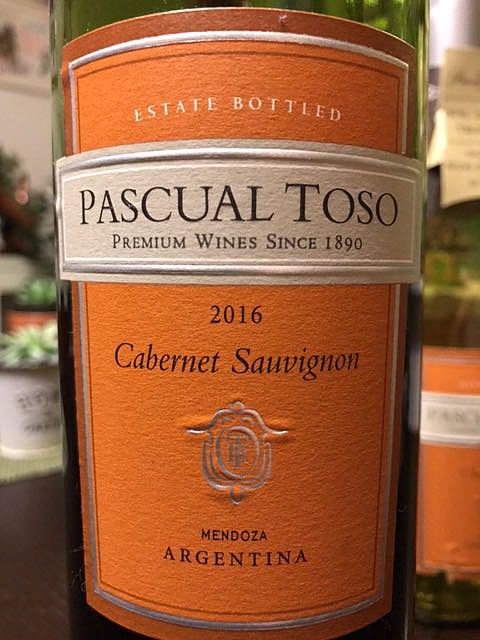 ESTATE BOTTLED
PASCUAL TOSO
PREMIUM WINES SINCE 1890
2016
Cabernet Sauvignon
MENDOZA
ARGENTINA